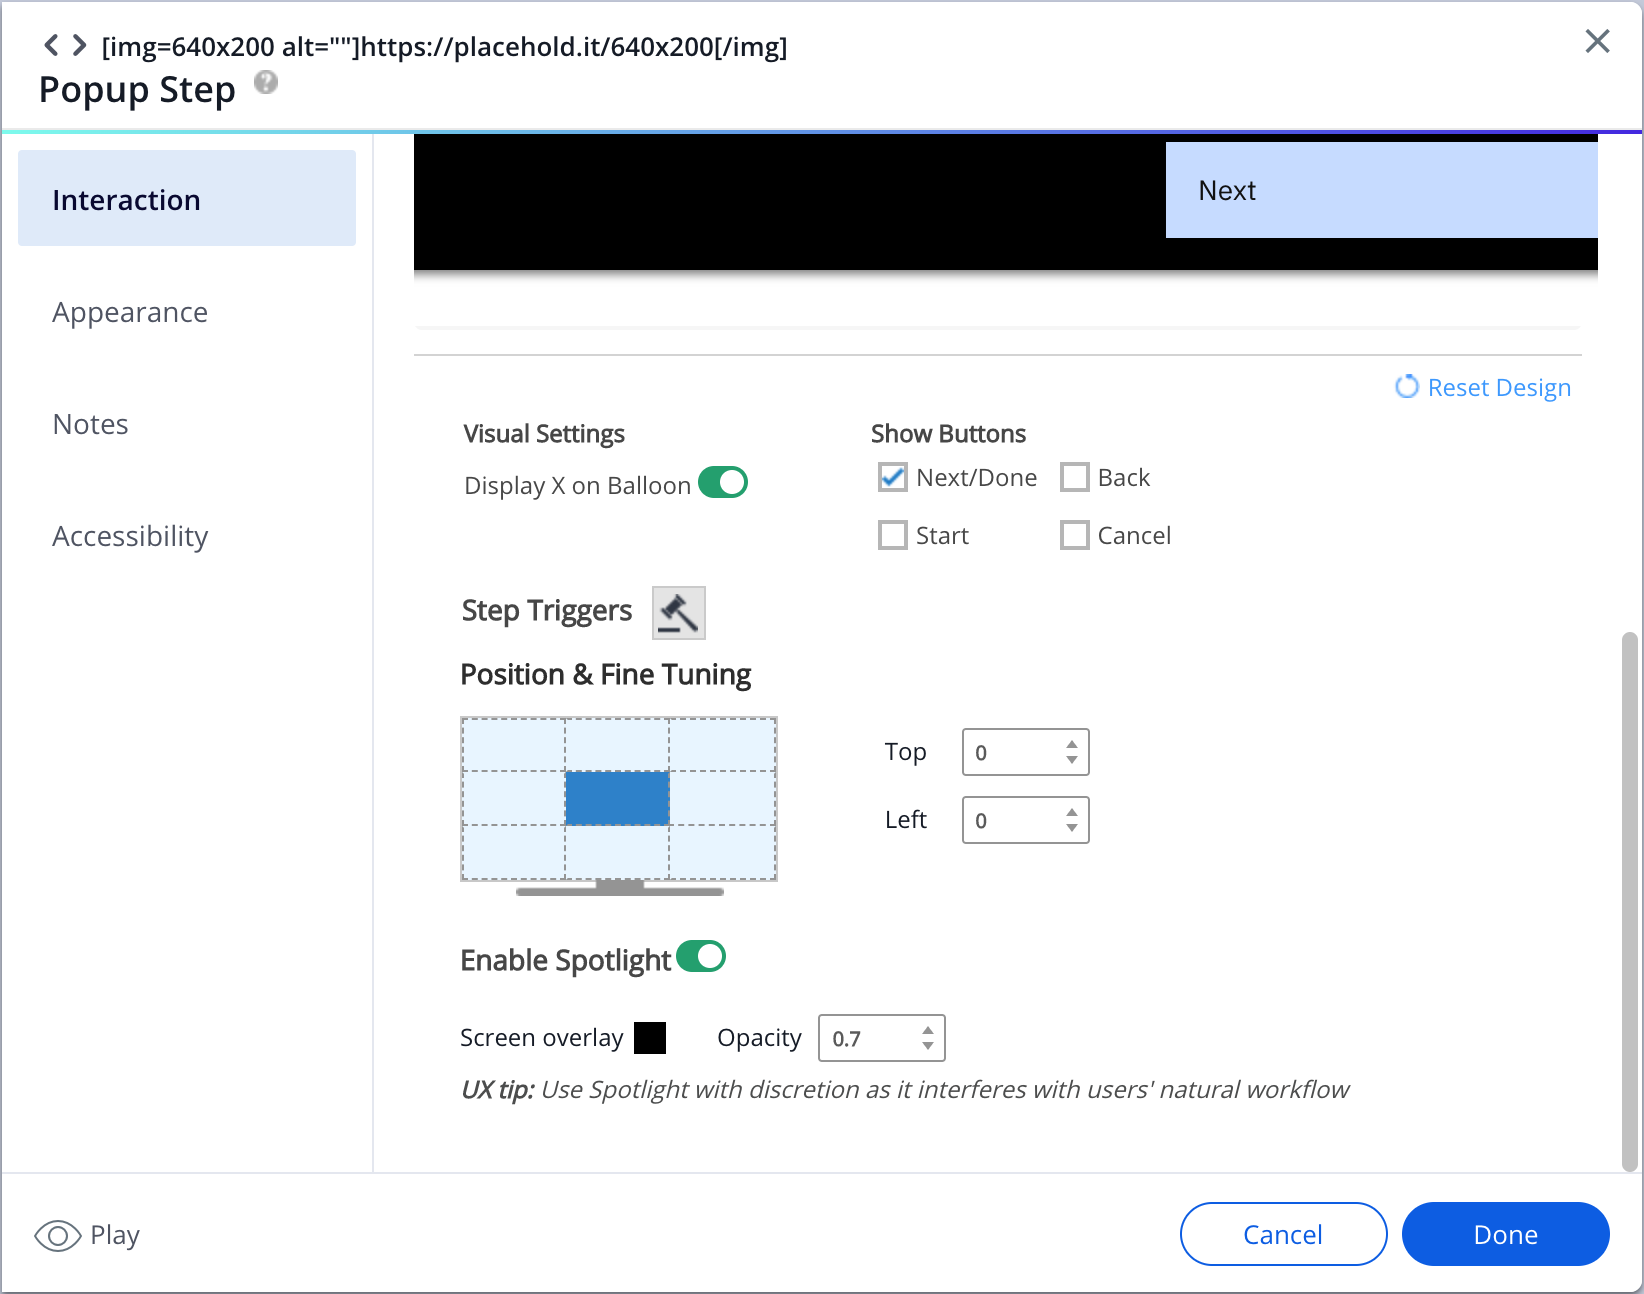 [img=640x200 alt=""]https://placehold.it/640x200[/img]
Popup Step ?
Interaction
Appearance
Notes
Accessibility
Next
Reset Design
Visual Settings
Display X on Balloon
Show Buttons
Next/Done
Back
Start
Cancel
Step Triggers
Position & Fine Tuning
Top 0
Left 0
Enable Spotlight
Screen overlay
Opacity 0.7
UX tip: Use Spotlight with discretion as it interferes with users' natural workflow
Play
Cancel
Done